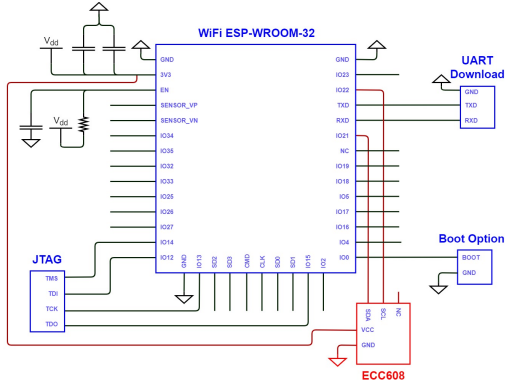 WiFi ESP-WROOM-32
Vdd
GND
3V3
EN
SENSOR_VP
SENSOR_VN
IO34
IO35
IO32
IO33
IO25
IO26
IO27
IO14
IO12
Vdd
GND
IO23
IO22
TXD
RXD
IO21
NC
IO19
IO18
IO5
IO17
IO16
IO4
IO0
GND
IO13
SD2
SD3
CMD
CLK
SD0
SD1
IO15
IO2
UART
Download
GND
TXD
RXD
Boot Option
BOOT
GND
JTAG
TMS
TDI
TCK
TDO
SDA
SCL
NC
VCC
GND
ECC608